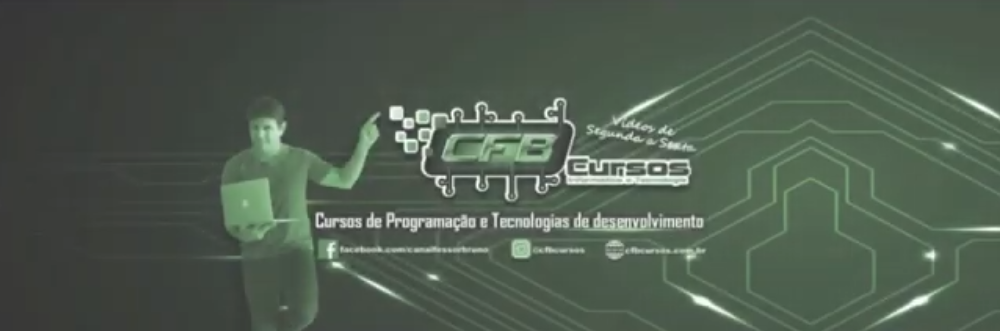 CFB
Cursos
Vídeos de
Segunda a Sexta
Cursos de Programação e Tecnologias de desenvolvimento
facebook.com/canalfessorbruno
@cfbcursos
cfbcursos.com.br